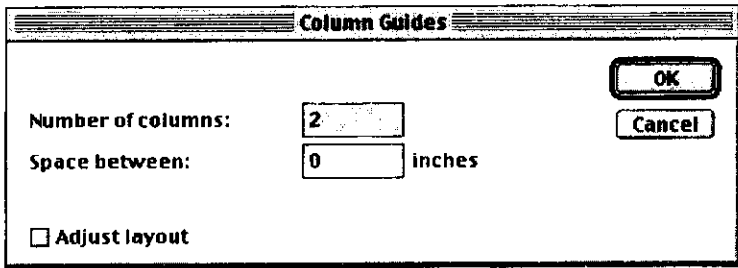 Column Guides
OK
Number of columns: 2
Cancel
Space between: 0 inches
Adjust layout